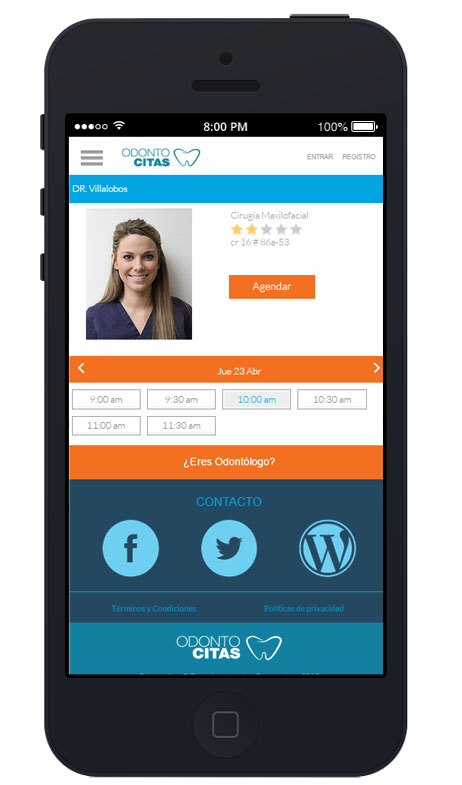 8:00 PM 100%
ODONTO
CITAS
ENTRAR REGISTRO
DR. Villalobos
Cirugía Maxilofacial
cr 16 # 86a-53
Agendar
Jue 23 Abr
9:00 am 9:30 am 10:00 am 10:30 am
11:00 am 11:30 am
¿Eres Odontólogo?
CONTACTO
Términos y Condiciones Políticas de privacidad
ODONTO
CITAS